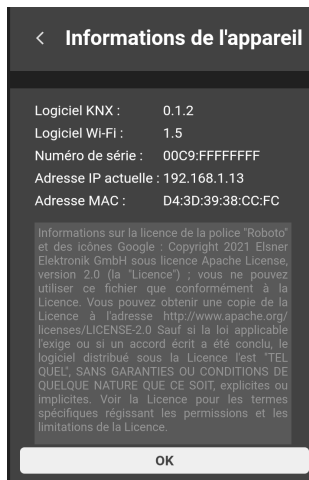 Informations de l'appareil
Logiciel KNX : 0.1.2
Logiciel Wi-Fi : 1.5
Numéro de série : 00C9:FFFFFFFF
Adresse IP actuelle : 192.168.1.13
Adresse MAC : D4:3D:39:38:CC:FC
Informations sur la licence de la police "Roboto"
et des icônes Google : Copyright 2021 Elsner
Elektronik GmbH sous licence Apache License,
version 2.0 (la "Licence") ; vous ne pouvez
utiliser ce fichier que conformément à la
Licence. Vous pouvez obtenir une copie de la
Licence à l'adresse http://www.apache.org/
licenses/LICENSE-2.0 Sauf si la loi applicable
l'exige ou si un accord écrit a été conclu, le
logiciel distribué sous la Licence l'est "TEL
QUEL", SANS GARANTIES OU CONDITIONS DE
QUELQUE NATURE QUE CE SOIT, explicites ou
implicites. Voir la Licence pour les termes
spécifiques régissant les permissions et les
limitations de la Licence.
OK